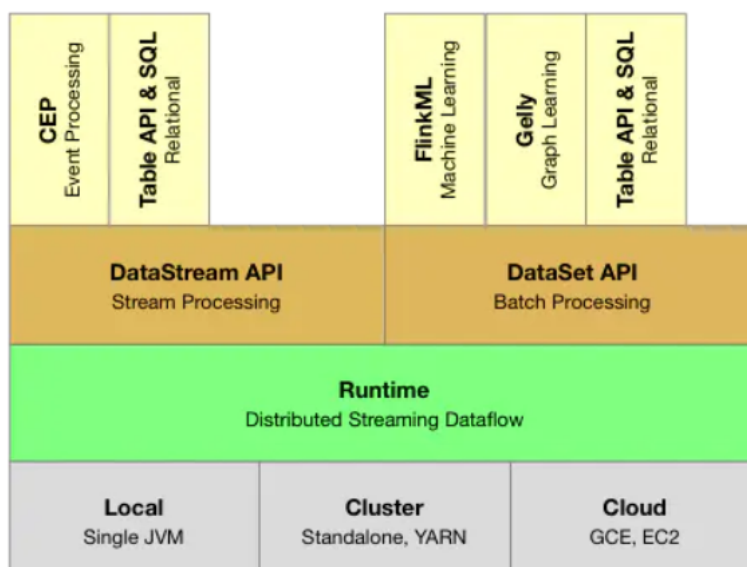 CEP
Event Processing
Table API & SQL
Relational
FlinkML
Machine Learning
Gelly
Graph Learning
Table API & SQL
Relational
DataStream API
Stream Processing
DataSet API
Batch Processing
Runtime
Distributed Streaming Dataflow
Local
Single JVM
Cluster
Standalone, YARN
Cloud
GCE, EC2